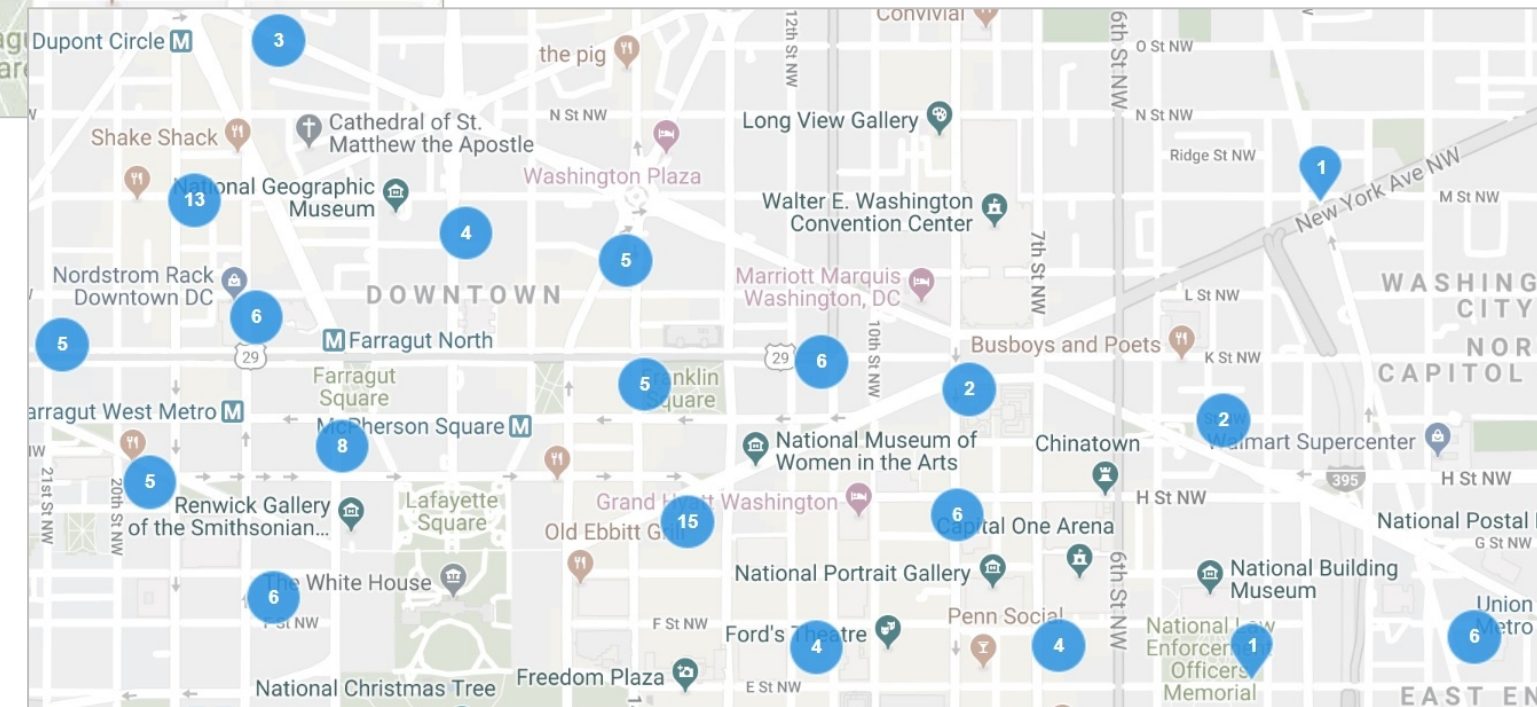 Convivial
12th St NW
6th St NW
Dupont Circle M
3
the pig
O St NW
N St NW
Long View Gallery
N St NW
Cathedral of St.
Matthew the Apostle
Shake Shack
Ridge St NW
1
Washington Plaza
National Geographic
Museum
13
New York Ave NW
M St NW
Walter E. Washington
Convention Center
4
5
7th St NW
Nordstrom Rack
Downtown DC
DOWNTOWN
Marriott Marquis
Washington, DC
L St NW
WASHING
CITY
6
5
M Farragut North
29
29
6
10th St NW
Busboys and Poets
K St NW
NOR
CAPITOL
Farragut
Square
5
Franklin
Square
2
arragut West Metro M
McPherson Square M
8
National Museum of
Women in the Arts
Chinatown
2
Walmart Supercenter
21st St NW
20th St NW
5
395
H St NW
H St NW
Renwick Gallery
of the Smithsonian...
Lafayette
Square
Grand Hyatt Washington
15
Old Ebbitt Grill
6
Capital One Arena
National Postal
G St NW
The White House
6
F St NW
National Portrait Gallery
6th St NW
National Building
Museum
F St NW
Ford's Theatre
4
Penn Social
4
National Law
Enforcement
Officers
Memorial
1
Union
Metro
6
Freedom Plaza
National Christmas Tree
E St NW
EAST EN